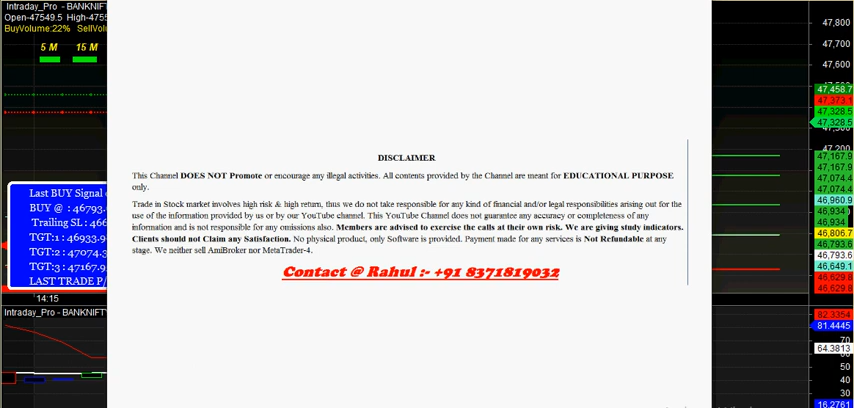 Intraday_Pro - BANKNIFT
Open-47549.5 High-4755
BuyVolume:22% SellVol
5 M 15 M
Last BUY Signal
BUY @ : 46793.
Trailing SL : 466
TGT:1 : 46933.9
TGT:2 : 47074.3
TGT:3 : 47167.9
LAST TRADE P/
14:15
Intraday_Pro - BANKNIFTY
DISCLAIMER
This Channel DOES NOT Promote or encourage any illegal activities. All contents provided by the Channel are meant for EDUCATIONAL PURPOSE
only.
Trade in Stock market involves high risk & high return, thus we do not take responsible for any kind of financial and/or legal responsibilities arising out for the
use of the information provided by us or by our YouTube channel. This YouTube Channel does not guarantee any accuracy or completeness of any
information and is not responsible for any omissions also. Members are advised to exercise the calls at their own risk. We are giving study indicators.
Clients should not Claim any Satisfaction. No physical product, only Software is provided. Payment made for any services is Not Refundable at any
stage. We neither sell AmiBroker nor MetaTrader-4.
Contact @ Rahul :- +91 8371819032
47,800
47,700
47,600
47,458.7
47,373.1
47,328.5
47,328.5
47,300
47,200
47,167.9
47,167.9
47,074.4
47,074.4
46,960.9
46,934
46,934
46,806.7
46,793.6
46,793.6
46,649.1
46,629.8
46,629.8
82.3354
81.4445
70
64.3813
50
40
30
16.2761